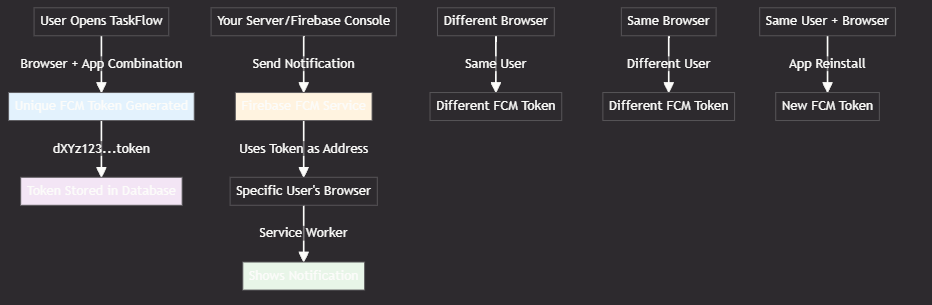 User Opens TaskFlow
Browser + App Combination
Unique FCM Token Generated
dXYz123...token
Token Stored in Database
Your Server/Firebase Console
Send Notification
Firebase FCM Service
Uses Token as Address
Specific User's Browser
Service Worker
Shows Notification
Different Browser
Same User
Different FCM Token
Same Browser
Different User
Different FCM Token
Same User + Browser
App Reinstall
New FCM Token